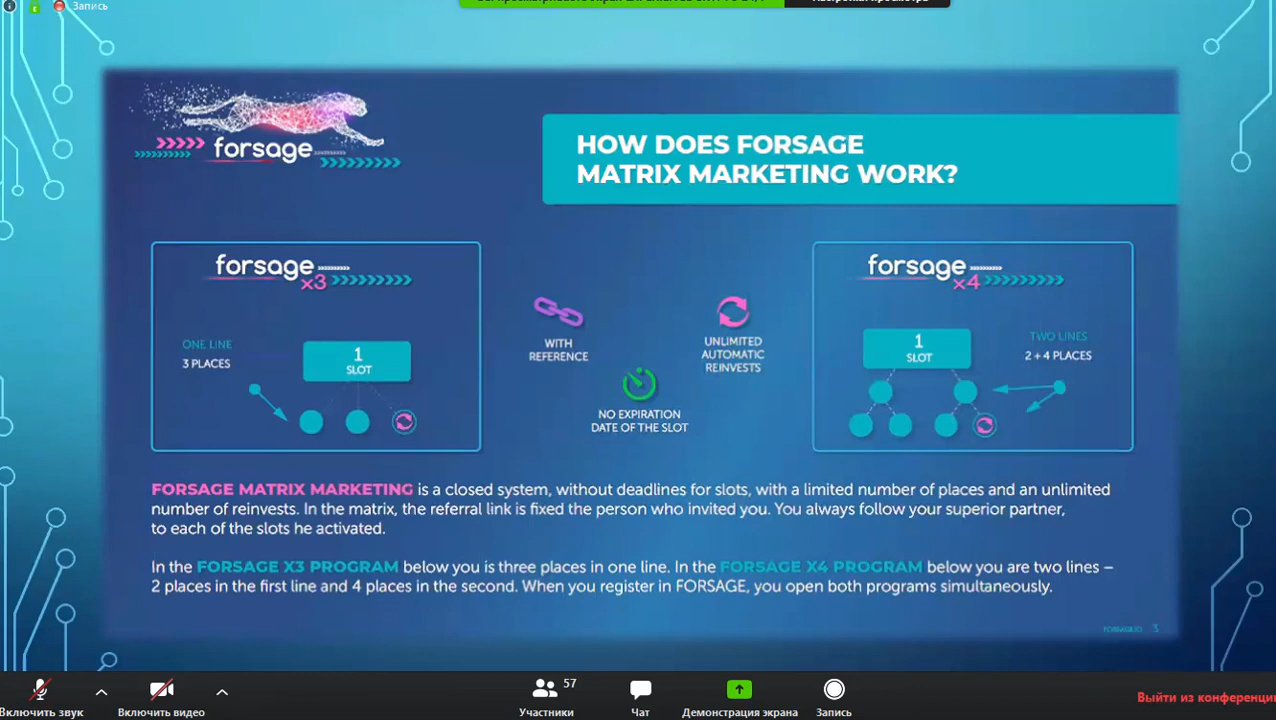 Запись
forsage
HOW DOES FORSAGE
MATRIX MARKETING WORK?
forsage
x3
ONE LINE
3 PLACES
1
SLOT
WITH
REFERENCE
UNLIMITED
AUTOMATIC
REINVESTS
NO EXPIRATION
DATE OF THE SLOT
forsage
x4
1
SLOT
TWO LINES
2 + 4 PLACES
FORSAGE MATRIX MARKETING is a closed system, without deadlines for slots, with a limited number of places and an unlimited
number of reinvests. In the matrix, the referral link is fixed the person who invited you. You always follow your superior partner,
to each of the slots he activated.
In the FORSAGE X3 PROGRAM below you is three places in one line. In the FORSAGE X4 PROGRAM below you are two lines –
2 places in the first line and 4 places in the second. When you register in FORSAGE, you open both programs simultaneously.
5
57
Включить звук
Включить видео
Участники
Чат
Демонстрация экрана
Запись
Выйти из конференции